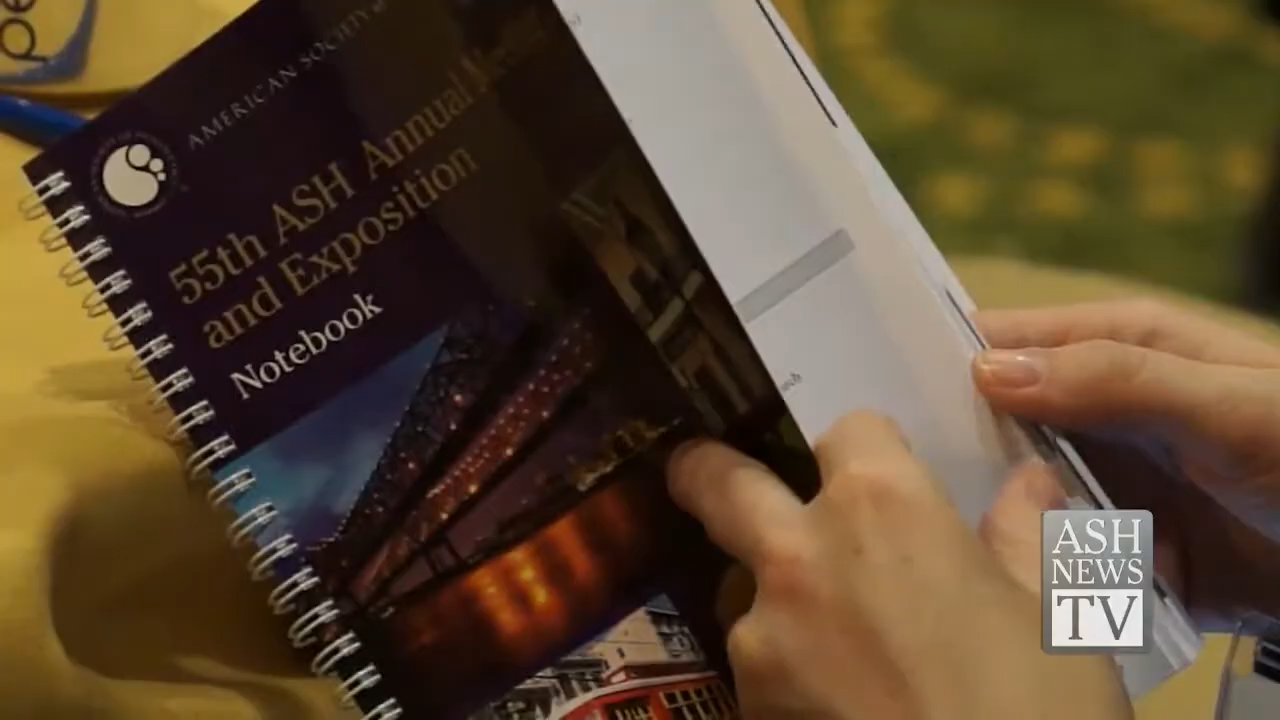 AMERICAN SOCIETY
55th ASH Annual
and Exposition
Notebook
ASH
NEWS
TV